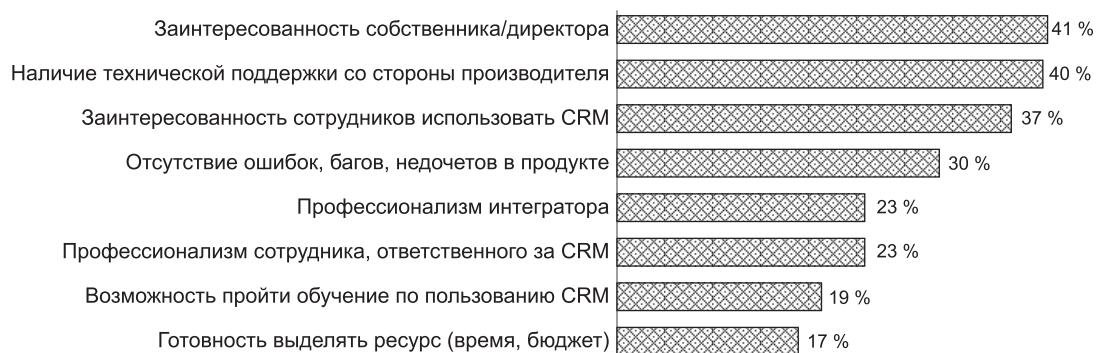 Заинтересованность собственника/директора 41 %
Наличие технической поддержки со стороны производителя 40 %
Заинтересованность сотрудников использовать CRM 37 %
Отсутствие ошибок, багов, недочетов в продукте 30 %
Профессионализм интегратора 23 %
Профессионализм сотрудника, ответственного за CRM 23 %
Возможность пройти обучение по пользованию CRM 19 %
Готовность выделять ресурс (время, бюджет) 17 %